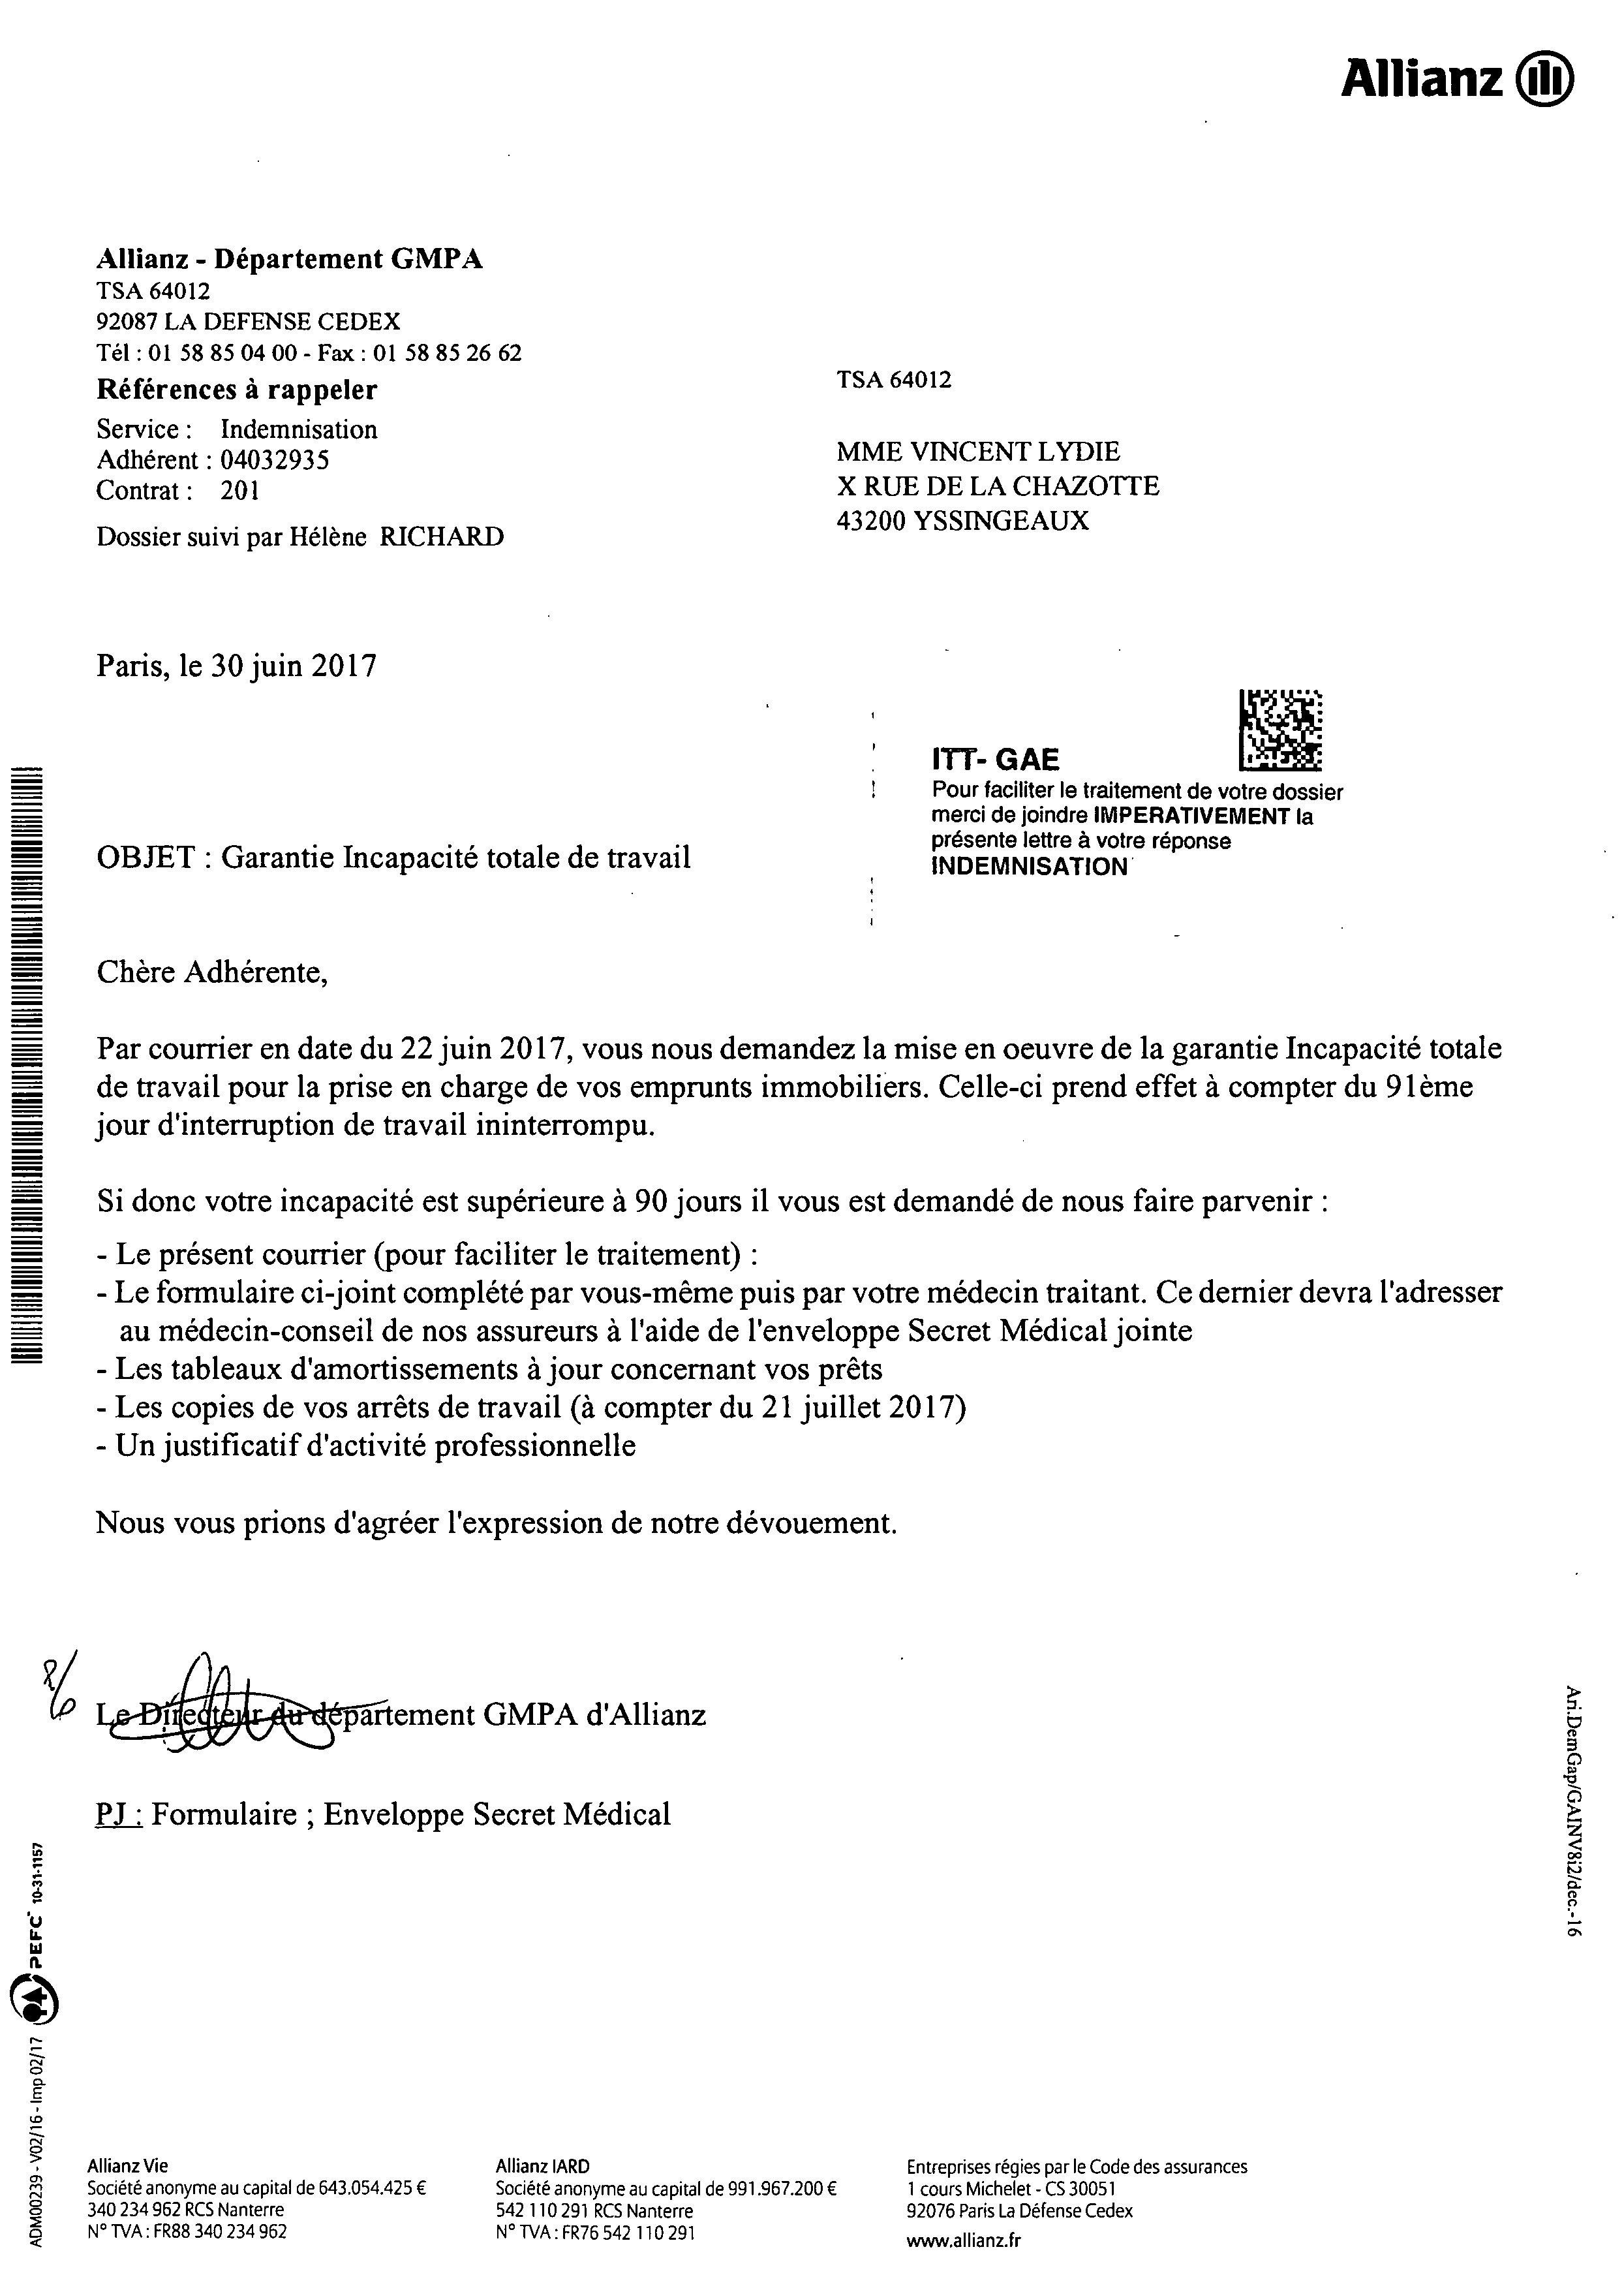 Allianz
Allianz - Département GMPA
TSA 64012
92087 LA DEFENSE CEDEX
Tél : 01 58 85 04 00 - Fax : 01 58 85 26 62
Références à rappeler
Service : Indemnisation
Adhérent : 04032935
Contrat : 201
Dossier suivi par Hélène RICHARD
TSA 64012
MME VINCENT LYDIE
X RUE DE LA CHAZOTTE
43200 YSSINGEAUX
Paris, le 30 juin 2017
ITT- GAE
Pour faciliter le traitement de votre dossier
merci de joindre IMPERATIVEMENT la
présente lettre à votre réponse
INDEMNISATION
OBJET : Garantie Incapacité totale de travail
Chère Adhérente,
Par courrier en date du 22 juin 2017, vous nous demandez la mise en oeuvre de la garantie Incapacité totale
de travail pour la prise en charge de vos emprunts immobiliers. Celle-ci prend effet à compter du 91ème
jour d'interruption de travail ininterrompu.
Si donc votre incapacité est supérieure à 90 jours il vous est demandé de nous faire parvenir :
- Le présent courrier (pour faciliter le traitement) :
- Le formulaire ci-joint complété par vous-même puis par votre médecin traitant. Ce dernier devra l'adresser
au médecin-conseil de nos assureurs à l'aide de l'enveloppe Secret Médical jointe
- Les tableaux d'amortissements à jour concernant vos prêts
- Les copies de vos arrêts de travail (à compter du 21 juillet 2017)
- Un justificatif d'activité professionnelle
Nous vous prions d'agréer l'expression de notre dévouement.
Le Directeur du département GMPA d'Allianz
PJ : Formulaire ; Enveloppe Secret Médical
Ari.DemGap/GAINV8i2/dec.-16
ADM00239 - V02/16 - Imp 02/17 PEFC 10-31-1157
Allianz Vie
Société anonyme au capital de 643.054.425 €
340 234 962 RCS Nanterre
N° TVA : FR88 340 234 962
Allianz IARD
Société anonyme au capital de 991.967.200 €
542 110 291 RCS Nanterre
N° TVA : FR76 542 110 291
Entreprises régies par le Code des assurances
1 cours Michelet - CS 30051
92076 Paris La Défense Cedex
www.allianz.fr